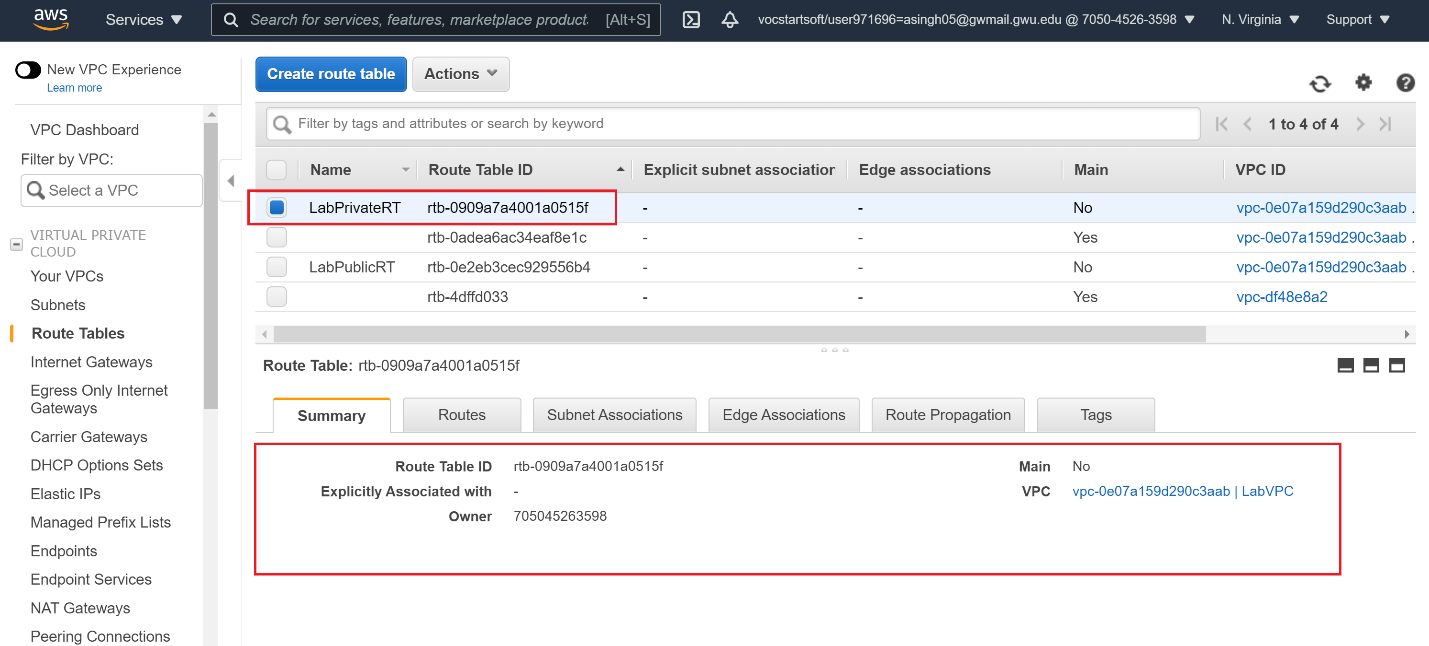 aws Services Search for services, features, marketplace product: [Alt+S] vocstartsoft/user971696=asingh05@gwmail.gwu.edu @ 7050-4526-3598 N. Virginia Support
New VPC Experience
Learn more
VPC Dashboard
Filter by VPC:
Select a VPC
VIRTUAL PRIVATE
CLOUD
Your VPCs
Subnets
Route Tables
Internet Gateways
Egress Only Internet
Gateways
Carrier Gateways
DHCP Options Sets
Elastic IPs
Managed Prefix Lists
Endpoints
Endpoint Services
NAT Gateways
Peering Connections
Create route table Actions
Filter by tags and attributes or search by keyword 1 to 4 of 4
Name Route Table ID Explicit subnet association Edge associations Main VPC ID
LabPrivateRT rtb-0909a7a4001a0515f - - No vpc-0e07a159d290c3aab .
rtb-0adea6ac34eaf8e1c - - Yes vpc-0e07a159d290c3aab .
LabPublicRT rtb-0e2eb3cec929556b4 - - No vpc-0e07a159d290c3aab .
rtb-4dffd033 - - Yes vpc-df48e8a2
Route Table: rtb-0909a7a4001a0515f
Summary Routes Subnet Associations Edge Associations Route Propagation Tags
Route Table ID rtb-0909a7a4001a0515f Main No
Explicitly Associated with - VPC vpc-0e07a159d290c3aab | LabVPC
Owner 705045263598